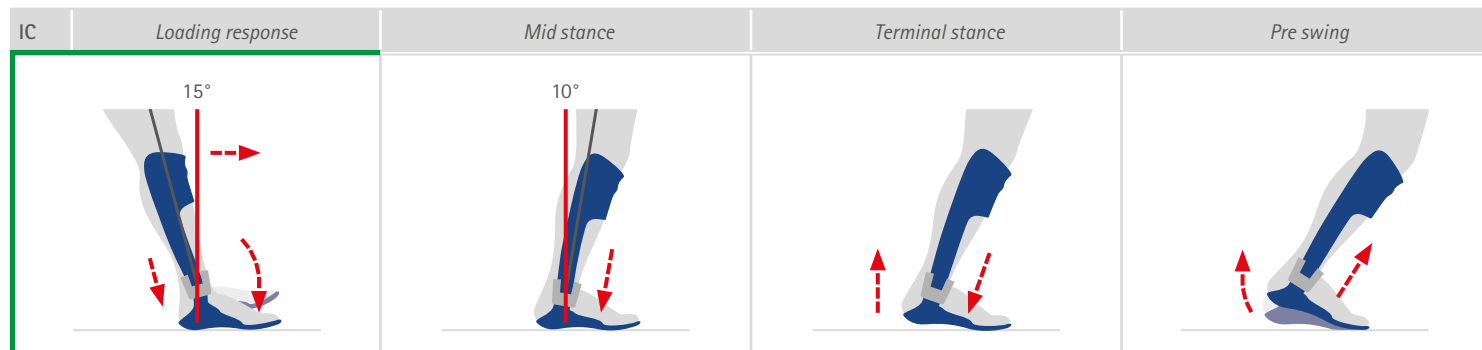 IC
Loading response
Mid stance
Terminal stance
Pre swing
15°
10°